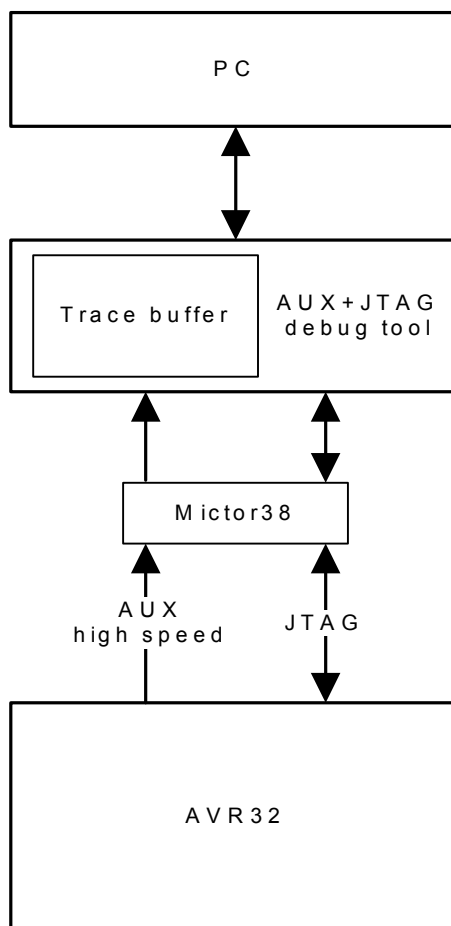 PC
Trace buffer
AUX+JTAG
debug tool
Mictor38
AUX
high speed
JTAG
AVR32